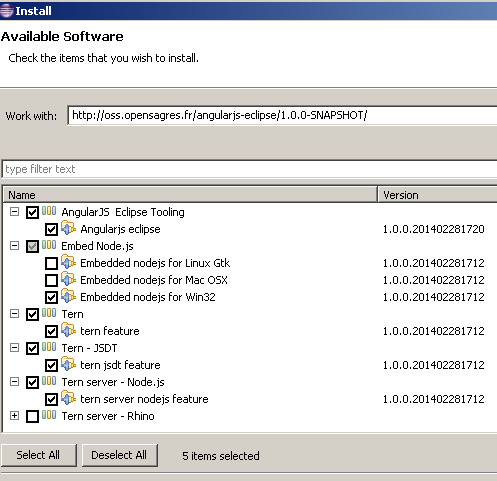 Install
Available Software
Check the items that you wish to install.
Work with: http://oss.opensagres.fr/angularjs-eclipse/1.0.0-SNAPSHOT/
type filter text
Name Version
AngularJS Eclipse Tooling
Angularjs eclipse 1.0.0.201402281720
Embed Node.js
Embedded nodejs for Linux Gtk 1.0.0.201402281712
Embedded nodejs for Mac OSX 1.0.0.201402281712
Embedded nodejs for Win32 1.0.0.201402281712
Tern
tern feature 1.0.0.201402281712
Tern - JSDT
tern jsdt feature 1.0.0.201402281712
Tern server - Node.js
tern server nodejs feature 1.0.0.201402281712
Tern server - Rhino
Select All Deselect All 5 items selected